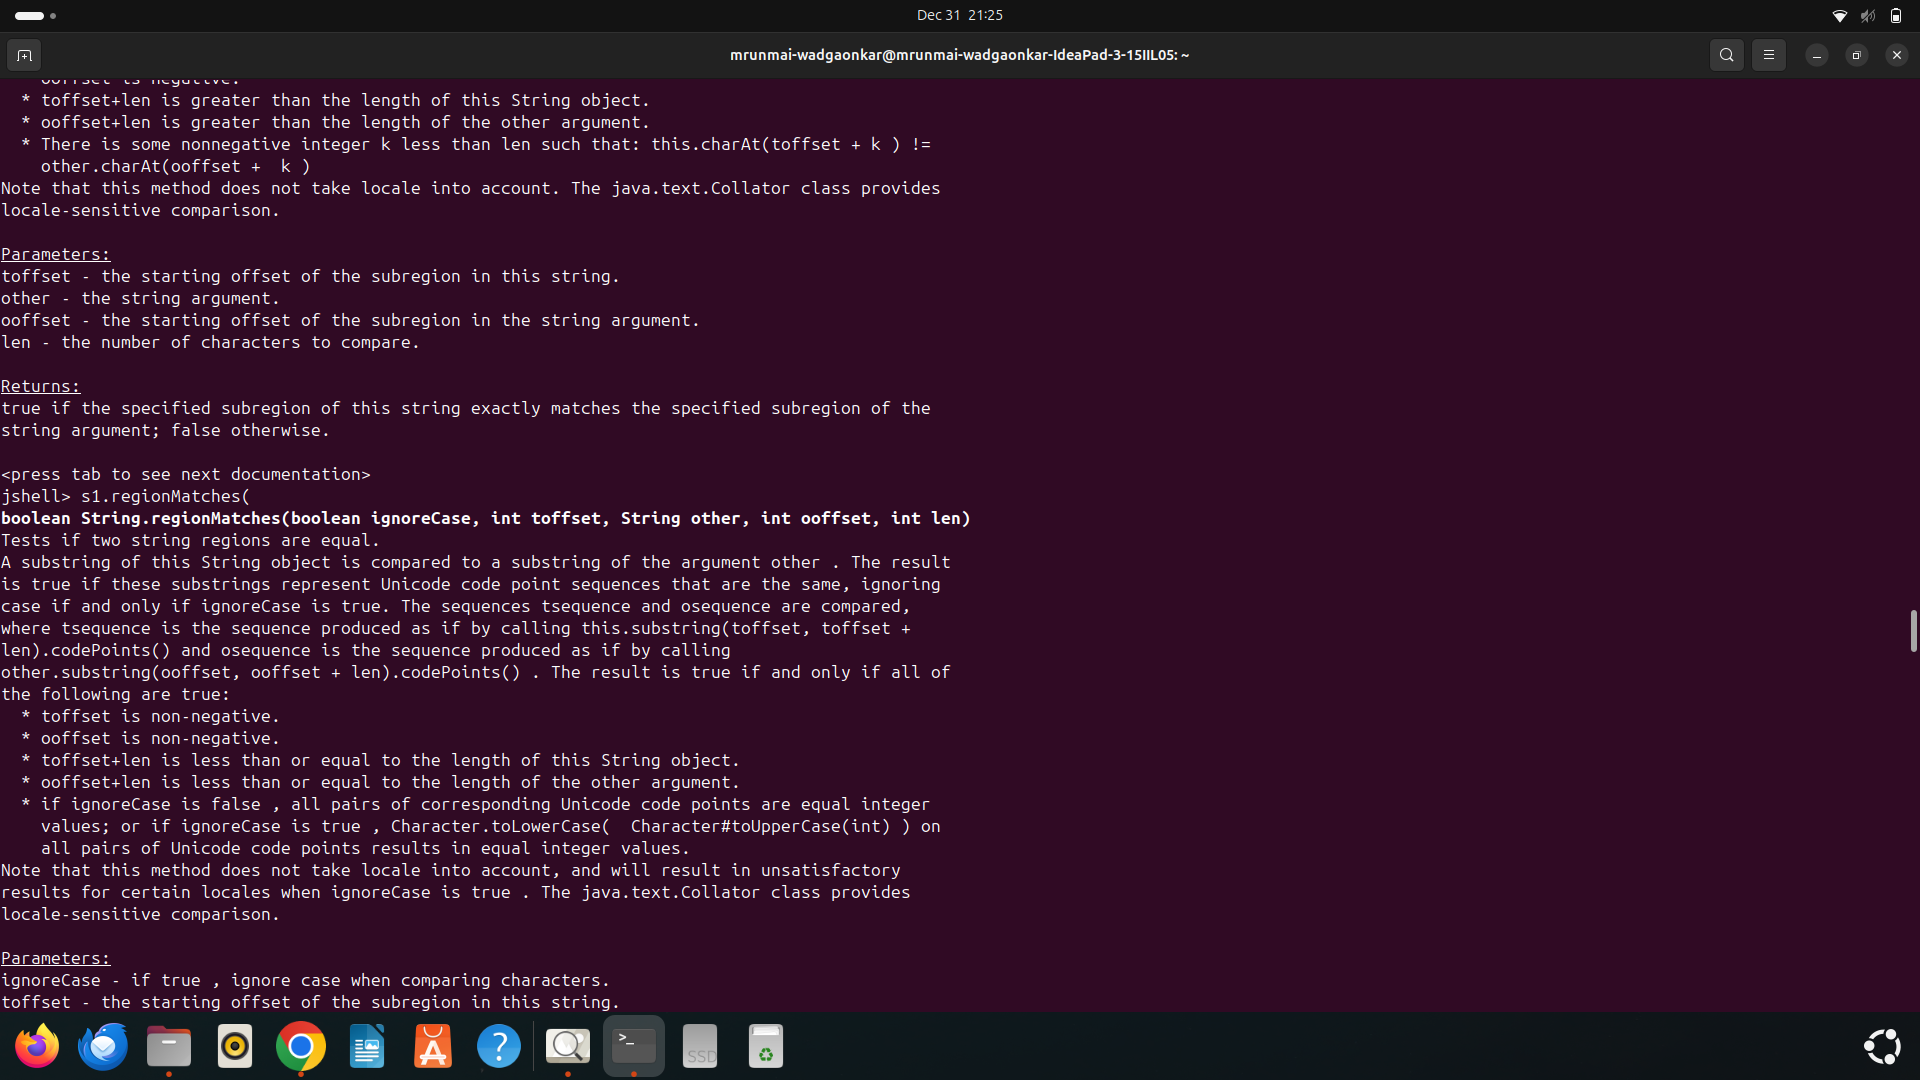 Dec 31 21:25
mrunmai-wadgaonkar@mrunmai-wadgaonkar-IdeaPad-3-15IIL05: ~
ooffset is negative.
* toffset+len is greater than the length of this String object.
* ooffset+len is greater than the length of the other argument.
* There is some nonnegative integer k less than len such that: this.charAt(toffset + k ) !=
other.charAt(ooffset +  k )
Note that this method does not take locale into account. The java.text.Collator class provides
locale-sensitive comparison.
Parameters:
toffset - the starting offset of the subregion in this string.
other - the string argument.
ooffset - the starting offset of the subregion in the string argument.
len - the number of characters to compare.
Returns:
true if the specified subregion of this string exactly matches the specified subregion of the
string argument; false otherwise.
<press tab to see next documentation>
jshell> s1.regionMatches(
boolean String.regionMatches(boolean ignoreCase, int toffset, String other, int ooffset, int len)
Tests if two string regions are equal.
A substring of this String object is compared to a substring of the argument other . The result
is true if these substrings represent Unicode code point sequences that are the same, ignoring
case if and only if ignoreCase is true. The sequences tsequence and osequence are compared,
where tsequence is the sequence produced as if by calling this.substring(toffset, toffset +
len).codePoints() and osequence is the sequence produced as if by calling
other.substring(ooffset, ooffset + len).codePoints() . The result is true if and only if all of
the following are true:
* toffset is non-negative.
* ooffset is non-negative.
* toffset+len is less than or equal to the length of this String object.
* ooffset+len is less than or equal to the length of the other argument.
* if ignoreCase is false , all pairs of corresponding Unicode code points are equal integer
values; or if ignoreCase is true , Character.toLowerCase(  Character#toUpperCase(int) ) on
all pairs of Unicode code points results in equal integer values.
Note that this method does not take locale into account, and will result in unsatisfactory
results for certain locales when ignoreCase is true . The java.text.Collator class provides
locale-sensitive comparison.
Parameters:
ignoreCase - if true , ignore case when comparing characters.
toffset - the starting offset of the subregion in this string.
SSD